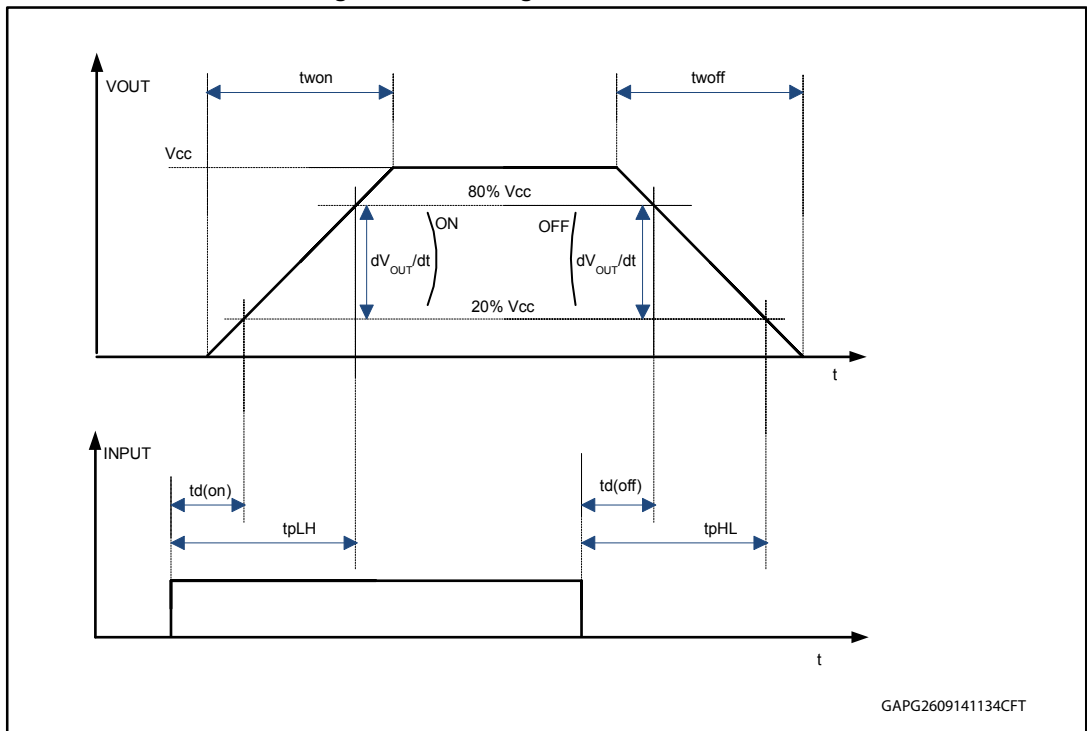 twon
twoff
VOUT
Vcc
80% Vcc
ON
OFF
dVOUT/dt
dVOUT/dt
20% Vcc
t
INPUT
td(on)
td(off)
tpLH
tpHL
t
GAPG2609141134CFT